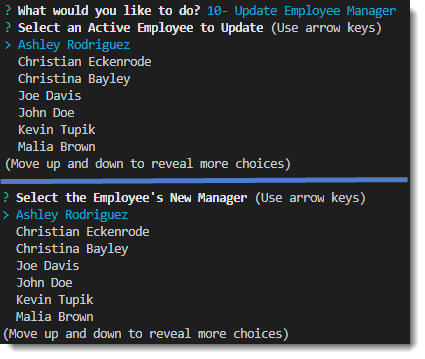 ? What would you like to do? 10- Update Employee Manager
? Select an Active Employee to Update (Use arrow keys)
> Ashley Rodriguez
Christian Eckenrode
Christina Bayley
Joe Davis
John Doe
Kevin Tupik
Malia Brown
(Move up and down to reveal more choices)
? Select the Employee's New Manager (Use arrow keys)
> Ashley Rodriguez
Christian Eckenrode
Christina Bayley
Joe Davis
John Doe
Kevin Tupik
Malia Brown
(Move up and down to reveal more choices)